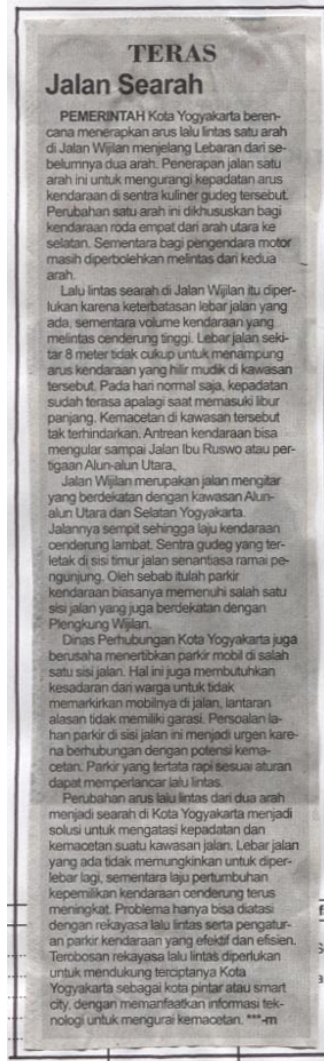 TERAS
Jalan Searah
PEMERINTAH Kota Yogyakarta beren-
cana menerapkan arus lalu lintas satu arah
di Jalan Wijilan menjelang Lebaran dari se-
belumnya dua arah. Penerapan jalan satu
arah ini untuk mengurangi kepadatan arus
kendaraan di sentra kuliner gudeg tersebut.
Perubahan satu arah ini dikhususkan bagi
kendaraan roda empat dari arah utara ke
selatan. Sementara bagi pengendara motor
masih diperbolehkan melintas dari kedua
arah.
Lalu lintas searah di Jalan Wijilan itu diper-
lukan karena keterbatasan lebar jalan yang
ada, sementara volume kendaraan yang
melintas cenderung tinggi. Lebar jalan seki-
tar 8 meter tidak cukup untuk menampung
arus kendaraan yang hilir mudik di kawasan
tersebut. Pada hari normal saja, kepadatan
sudah terasa apalagi saat memasuki libur
panjang. Kemacetan di kawasan tersebut
tak terhindarkan. Antrean kendaraan bisa
mengular sampai Jalan Ibu Ruswo atau per-
tigaan Alun-alun Utara.
Jalan Wijilan merupakan jalan mengitar
yang berdekatan dengan kawasan Alun-
alun Utara dan Selatan Yogyakarta.
Jalannya sempit sehingga laju kendaraan
cenderung lambat. Sentra gudeg yang ter-
letak di sisi timur jalan senantiasa ramai pe-
ngunjung. Oleh sebab itulah parkir
kendaraan biasanya memenuhi salah satu
sisi jalan yang juga berdekatan dengan
Plengkung Wijilan.
Dinas Perhubungan Kota Yogyakarta juga
berusaha menertibkan parkir mobil di salah
satu sisi jalan. Hal ini juga membutuhkan
kesadaran dari warga untuk tidak
memarkirkan mobilnya di jalan, lantaran
alasan tidak memiliki garasi. Persoalan la-
han parkir di sisi jalan ini menjadi urgen kare-
na berhubungan dengan potensi kema-
cetan. Parkir yang tertata rapi sesuai aturan
dapat memperlancar lalu lintas.
Perubahan arus lalu lintas dari dua arah
menjadi searah di Kota Yogyakarta menjadi
solusi untuk mengatasi kepadatan dan
kemacetan suatu kawasan jalan. Lebar jalan
yang ada tidak memungkinkan untuk diper-
lebar lagi, sementara laju pertumbuhan
kepemilikan kendaraan cenderung terus
meningkat. Problema hanya bisa diatasi
dengan rekayasa lalu lintas serta pengatur-
an parkir kendaraan yang efektif dan efisien.
Terobosan rekayasa lalu lintas diperlukan
untuk mendukung terciptanya Kota
Yogyakarta sebagai kota pintar atau smart
city, dengan memanfaatkan informasi tek-
nologi untuk mengurai kemacetan. ***-m